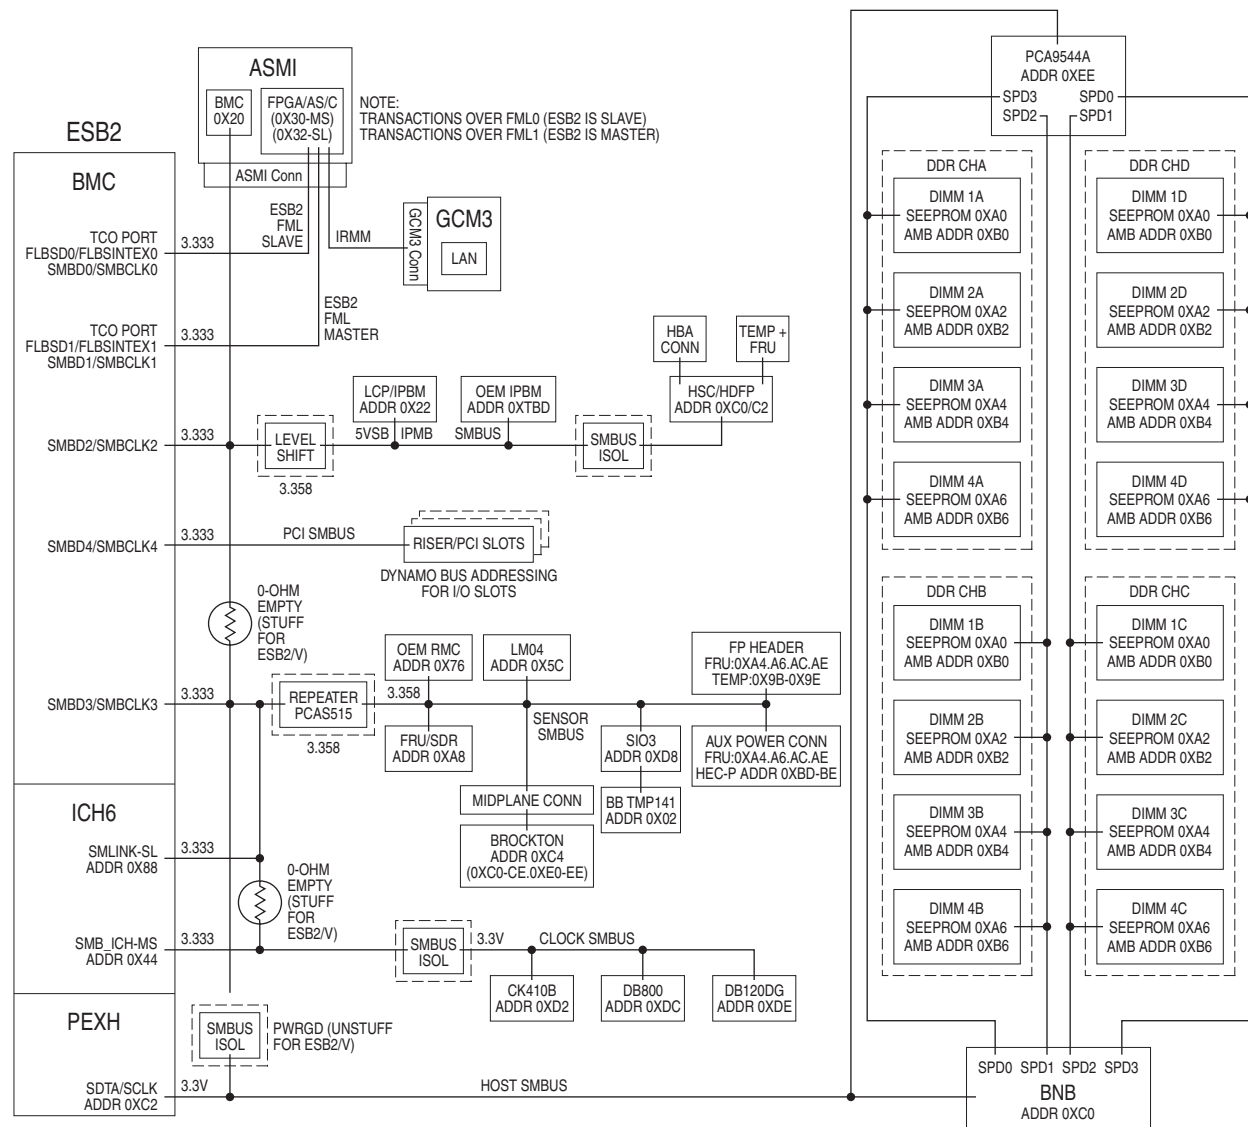 ASMI
BMC
0X20
FPGA/AS/C
(0X30-MS)
(0X32-SL)
NOTE:
TRANSACTIONS OVER FML0 (ESB2 IS SLAVE)
TRANSACTIONS OVER FML1 (ESB2 IS MASTER)
ASMI Conn
ESB2
BMC
TCO PORT
FLBSD0/FLBSINTEX0
SMBD0/SMBCLK0
3.333
ESB2
FML
SLAVE
IRMM
GCM3 Conn
GCM3
LAN
TCO PORT
FLBSD1/FLBSINTEX1
SMBD1/SMBCLK1
3.333
ESB2
FML
MASTER
HBA
CONN
TEMP +
FRU
LCP/IPBM
ADDR 0X22
OEM IPBM
ADDR 0XTBD
HSC/HDFP
ADDR 0XC0/C2
SMBD2/SMBCLK2
3.333
LEVEL
SHIFT
3.358
5VSB
IPMB
SMBUS
SMBUS
ISOL
SMBD4/SMBCLK4
3.333
PCI SMBUS
RISER/PCI SLOTS
DYNAMO BUS ADDRESSING
FOR I/O SLOTS
0-OHM
EMPTY
(STUFF
FOR
ESB2/V)
OEM RMC
ADDR 0X76
LM04
ADDR 0X5C
FP HEADER
FRU:0XA4.A6.AC.AE
TEMP:0X9B-0X9E
SMBD3/SMBCLK3
3.333
REPEATER
PCAS515
3.358
3.358
SENSOR
SMBUS
FRU/SDR
ADDR 0XA8
SIO3
ADDR 0XD8
AUX POWER CONN
FRU:0XA4.A6.AC.AE
HEC-P ADDR 0XBD-BE
MIDPLANE CONN
BB TMP141
ADDR 0X02
BROCKTON
ADDR 0XC4
(0XC0-CE.0XE0-EE)
ICH6
SMLINK-SL
ADDR 0X88
3.333
0-OHM
EMPTY
(STUFF
FOR
ESB2/V)
SMB_ICH-MS
ADDR 0X44
3.333
SMBUS
ISOL
3.3V
CLOCK SMBUS
CK410B
ADDR 0XD2
DB800
ADDR 0XDC
DB120DG
ADDR 0XDE
PEXH
SMBUS
ISOL
PWRGD (UNSTUFF
FOR ESB2/V)
SDTA/SCLK
ADDR 0XC2
3.3V
HOST SMBUS
PCA9544A
ADDR 0XEE
SPD3
SPD0
SPD2
SPD1
DDR CHA
DIMM 1A
SEEPROM 0XA0
AMB ADDR 0XB0
DIMM 2A
SEEPROM 0XA2
AMB ADDR 0XB2
DIMM 3A
SEEPROM 0XA4
AMB ADDR 0XB4
DIMM 4A
SEEPROM 0XA6
AMB ADDR 0XB6
DDR CHD
DIMM 1D
SEEPROM 0XA0
AMB ADDR 0XB0
DIMM 2D
SEEPROM 0XA2
AMB ADDR 0XB2
DIMM 3D
SEEPROM 0XA4
AMB ADDR 0XB4
DIMM 4D
SEEPROM 0XA6
AMB ADDR 0XB6
DDR CHB
DIMM 1B
SEEPROM 0XA0
AMB ADDR 0XB0
DIMM 2B
SEEPROM 0XA2
AMB ADDR 0XB2
DIMM 3B
SEEPROM 0XA4
AMB ADDR 0XB4
DIMM 4B
SEEPROM 0XA6
AMB ADDR 0XB6
DDR CHC
DIMM 1C
SEEPROM 0XA0
AMB ADDR 0XB0
DIMM 2C
SEEPROM 0XA2
AMB ADDR 0XB2
DIMM 3C
SEEPROM 0XA4
AMB ADDR 0XB4
DIMM 4C
SEEPROM 0XA6
AMB ADDR 0XB6
SPD0 SPD1 SPD2 SPD3
BNB
ADDR 0XC0